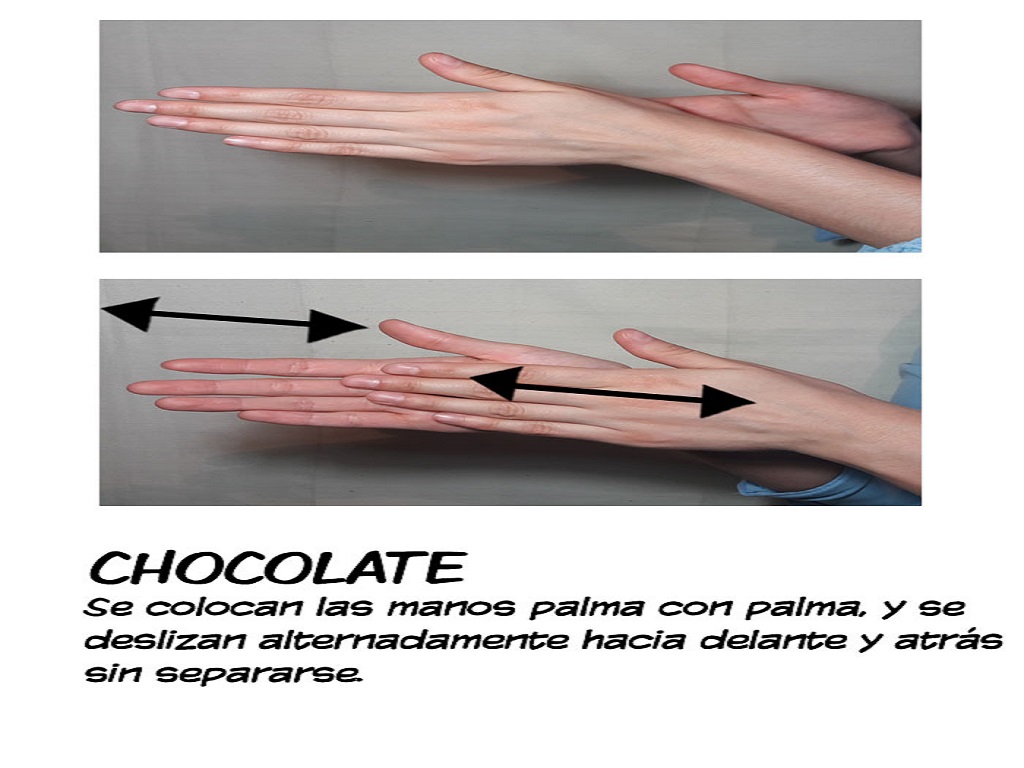 CHOCOLATE
Se colocan las manos palma con palma, y se
deslizan alternadamente hacia delante y atrás
sin separarse.